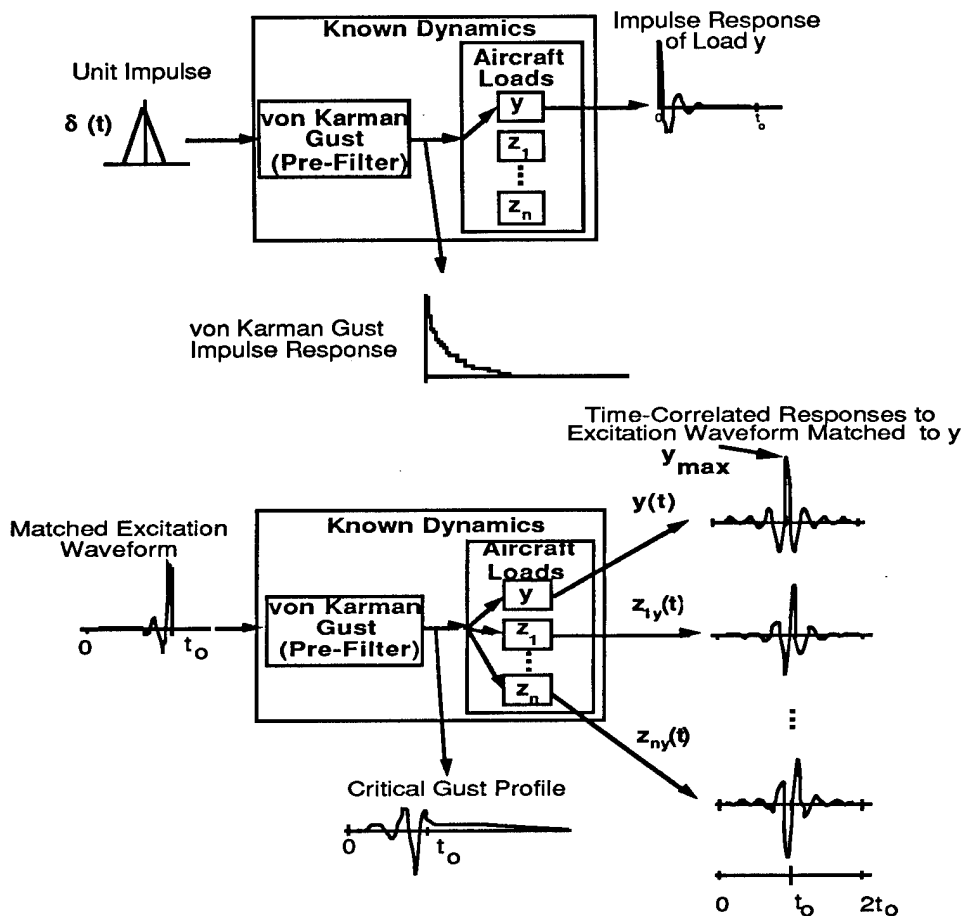 Known Dynamics
Impulse Response
of Load y
Unit Impulse
δ (t)
von Karman
Gust
(Pre-Filter)
Aircraft
Loads
y
z1
zn
0
to
von Karman Gust
Impulse Response
Time-Correlated Responses to
Excitation Waveform Matched to y
ymax
y(t)
Matched Excitation
Waveform
0
to
Known Dynamics
von Karman
Gust
(Pre-Filter)
Aircraft
Loads
y
z1
zn
z1y(t)
zny(t)
Critical Gust Profile
0
to
0
to
2to